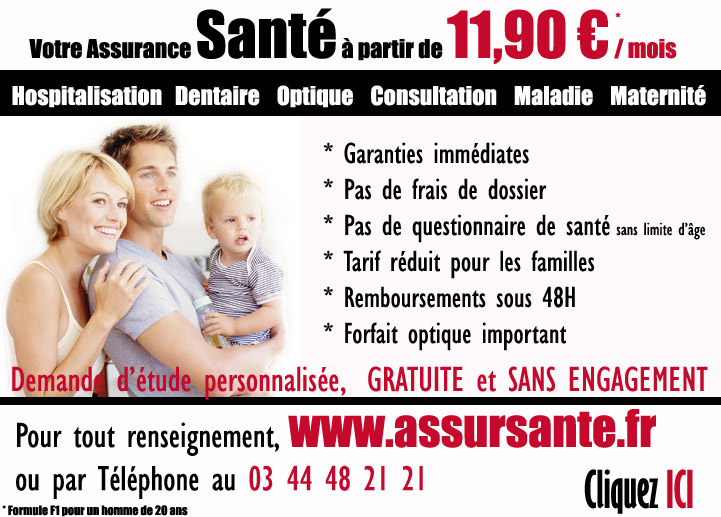 Votre Assurance Santé à partir de 11,90 €* / mois
Hospitalisation Dentaire Optique Consultation Maladie Maternité
* Garanties immédiates
* Pas de frais de dossier
* Pas de questionnaire de santé sans limite d'âge
* Tarif réduit pour les familles
* Remboursements sous 48H
* Forfait optique important
Demande d'étude personnalisée, GRATUITE et SANS ENGAGEMENT
Pour tout renseignement, www.assursante.fr
ou par Téléphone au 03 44 48 21 21
Cliquez ICI
* Formule F1 pour un homme de 20 ans